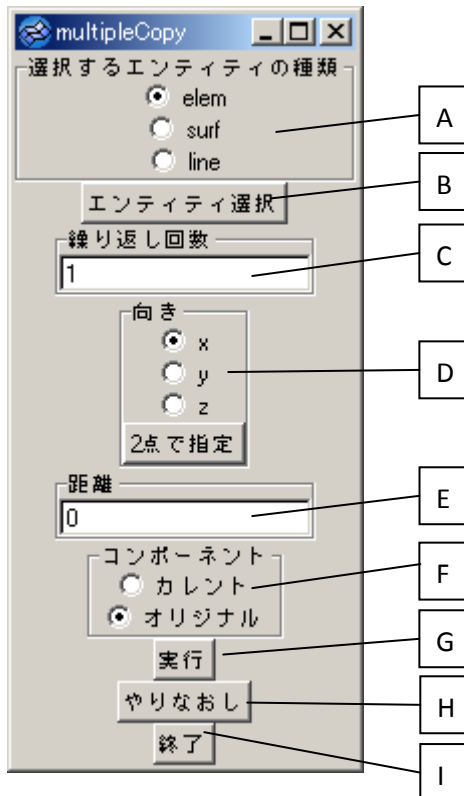 multipleCopy
選択するエンティティの種類
elem
surf
line
A
エンティティ選択
B
繰り返し回数
1
C
向き
x
y
z
D
2点で指定
距離
0
E
コンポーネント
カレント
オリジナル
F
実行
G
やりなおし
H
終了
I